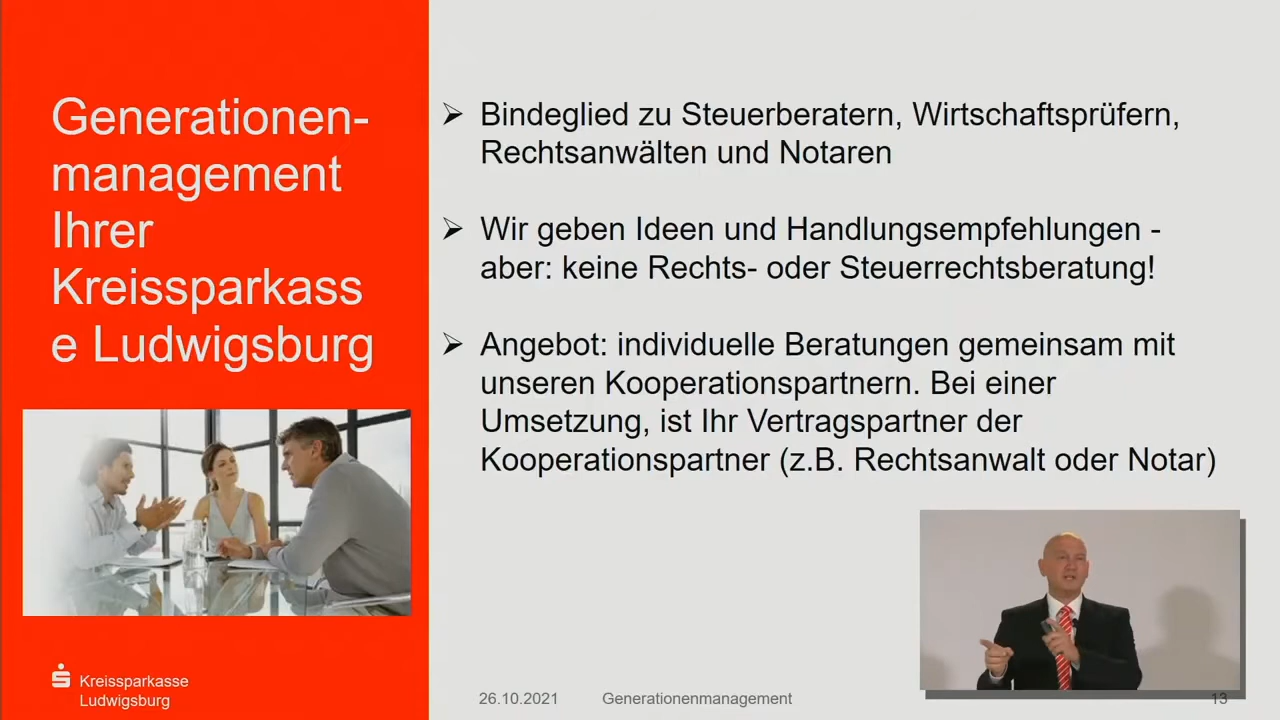 Generationen-
management
Ihrer
Kreissparkass
e Ludwigsburg
➢ Bindeglied zu Steuerberatern, Wirtschaftsprüfern,
Rechtsanwälten und Notaren
➢ Wir geben Ideen und Handlungsempfehlungen -
aber: keine Rechts- oder Steuerrechtsberatung!
➢ Angebot: individuelle Beratungen gemeinsam mit
unseren Kooperationspartnern. Bei einer
Umsetzung, ist Ihr Vertragspartner der
Kooperationspartner (z.B. Rechtsanwalt oder Notar)
Kreissparkasse
Ludwigsburg
26.10.2021 Generationenmanagement 13